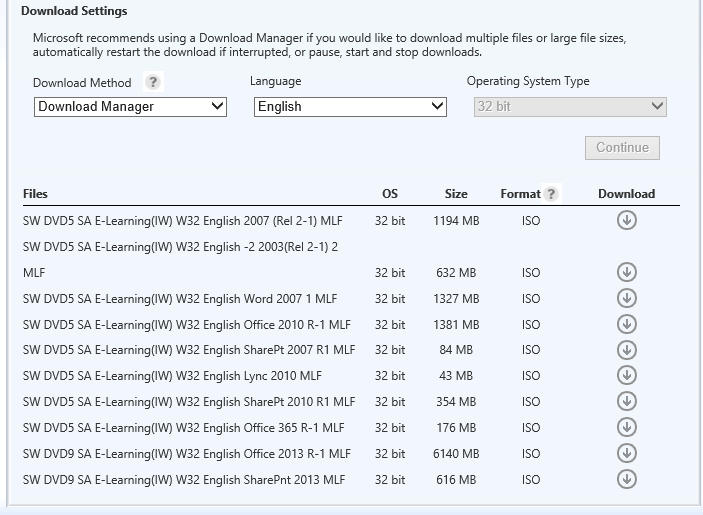 Download Settings
Microsoft recommends using a Download Manager if you would like to download multiple files or large file sizes,
automatically restart the download if interrupted, or pause, start and stop downloads.
Download Method ? Language Operating System Type
Download Manager English 32 bit
Continue
Files OS Size Format ? Download
SW DVD5 SA E-Learning(IW) W32 English 2007 (Rel 2-1) MLF 32 bit 1194 MB ISO
SW DVD5 SA E-Learning(IW) W32 English -2 2003(Rel 2-1) 2
MLF 32 bit 632 MB ISO
SW DVD5 SA E-Learning(IW) W32 English Word 2007 1 MLF 32 bit 1327 MB ISO
SW DVD5 SA E-Learning(IW) W32 English Office 2010 R-1 MLF 32 bit 1381 MB ISO
SW DVD5 SA E-Learning(IW) W32 English SharePt 2007 R1 MLF 32 bit 84 MB ISO
SW DVD5 SA E-Learning(IW) W32 English Lync 2010 MLF 32 bit 43 MB ISO
SW DVD5 SA E-Learning(IW) W32 English SharePt 2010 R1 MLF 32 bit 354 MB ISO
SW DVD5 SA E-Learning(IW) W32 English Office 365 R-1 MLF 32 bit 176 MB ISO
SW DVD9 SA E-Learning(IW) W32 English Office 2013 R-1 MLF 32 bit 6140 MB ISO
SW DVD9 SA E-Learning(IW) W32 English SharePnt 2013 MLF 32 bit 616 MB ISO